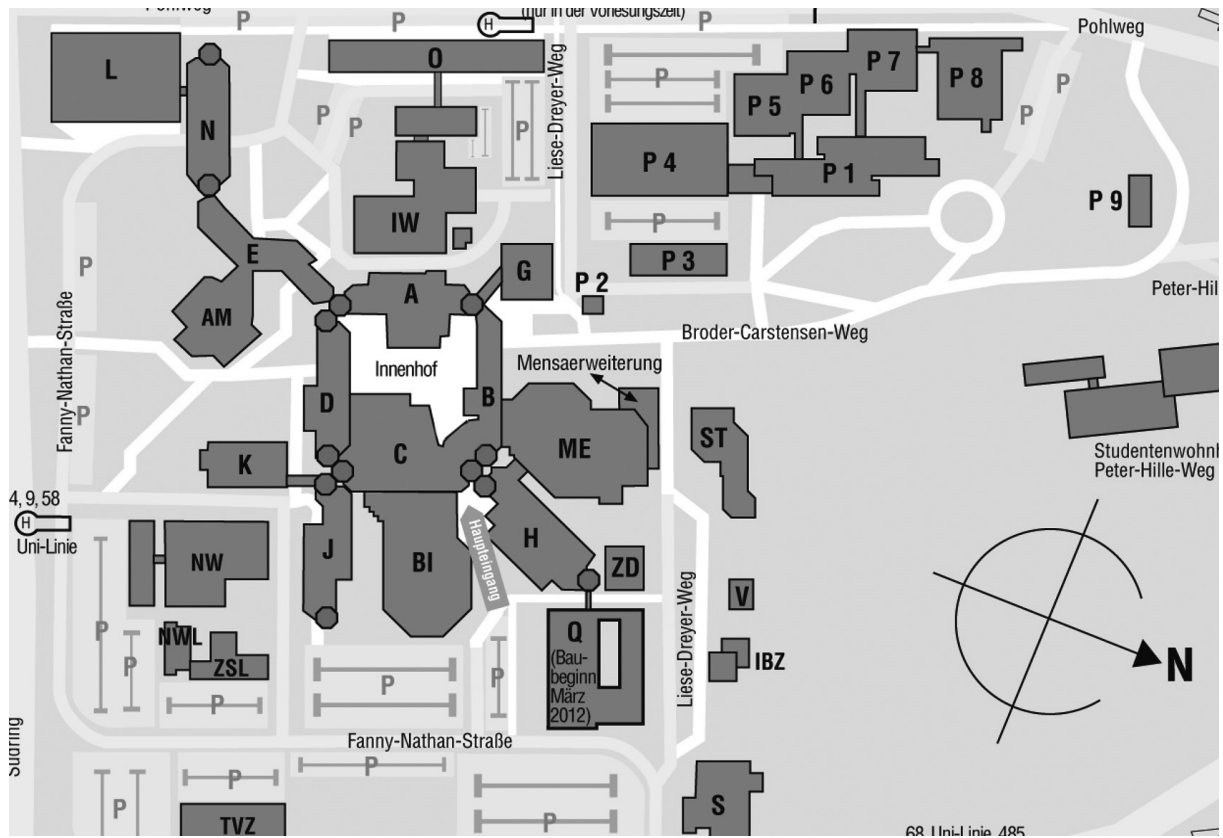 Pohlweg
(nur in der Vorlesungszeit)
P
P
P
H
Pohlweg
L
O
P
P 7
P 6
P 8
P 5
N
P
P
P
P
Liese-Dreyer-Weg
P 4
P 1
P
P 9
IW
P
E
G
P 3
P
A
P 2
Peter-Hil
AM
Fanny-Nathan-Straße
Broder-Carstensen-Weg
Innenhof
Mensaerweiterung
D
B
P
ST
K
C
ME
Studentenwohnh
Peter-Hille-Weg
4, 9, 58
H
Uni-Linie
Haupteingang
H
J
NW
BI
ZD
V
P
NWL
P
ZSL
Q
(Bau-
beginn
März
2012)
Liese-Dreyer-Weg
IBZ
N
P
P
P
Fanny-Nathan-Straße
Südring
P
P
P
P
S
P
TVZ
P
68, Uni-Linie, 485